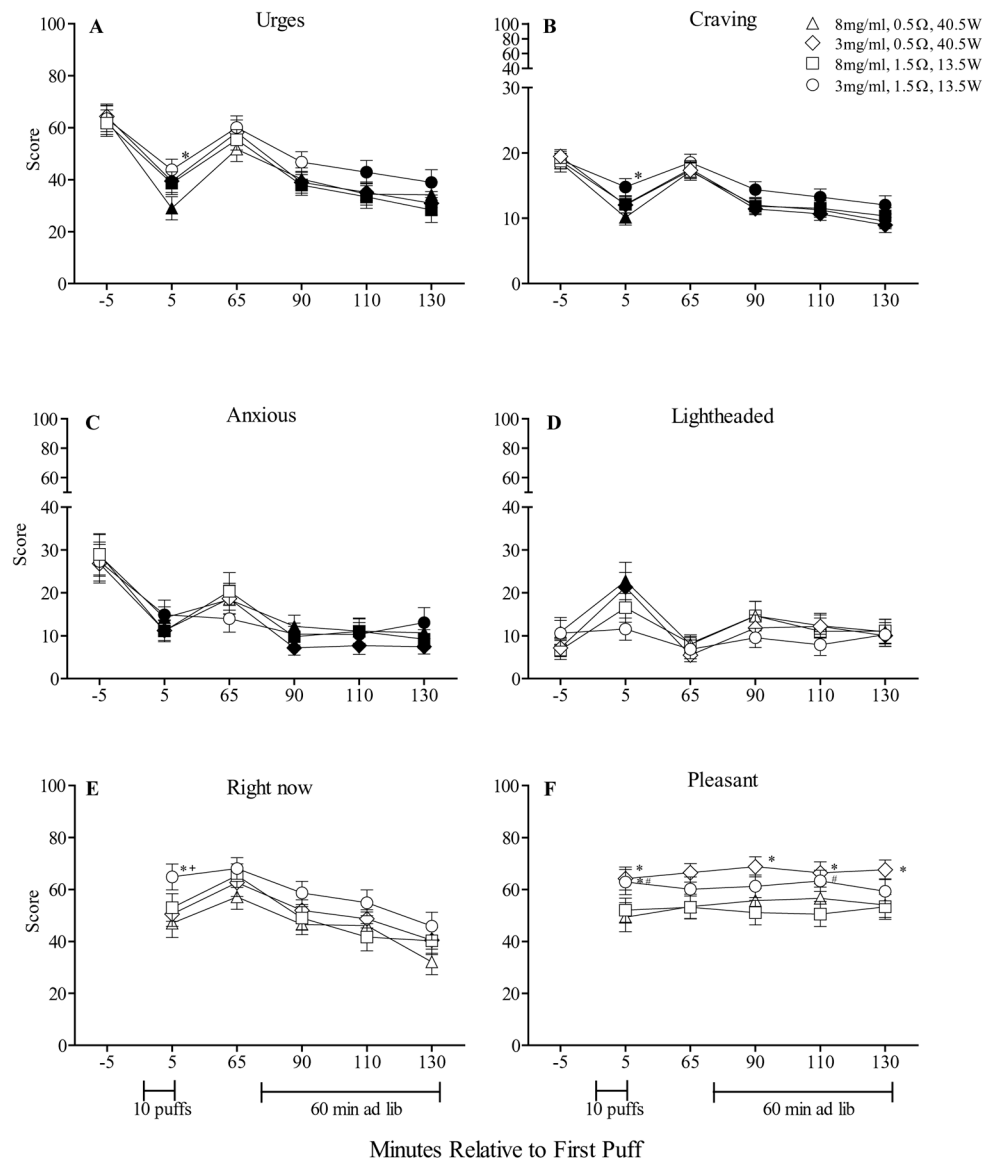 A
Urges
100
80
60
40
20
0
Score
*
-5 5 65 90 110 130
B
Craving
100
80
60
40
30
20
10
0
*
-5 5 65 90 110 130
8mg/ml, 0.5Ω, 40.5W
3mg/ml, 0.5Ω, 40.5W
8mg/ml, 1.5Ω, 13.5W
3mg/ml, 1.5Ω, 13.5W
C
Anxious
100
80
60
40
30
20
10
0
Score
-5 5 65 90 110 130
D
Lightheaded
100
80
60
40
30
20
10
0
-5 5 65 90 110 130
E
Right now
100
80
60
40
20
0
Score
*+
-5 5 65 90 110 130
10 puffs
60 min ad lib
F
Pleasant
100
80
60
40
20
0
* * * *
*# #
-5 5 65 90 110 130
10 puffs
60 min ad lib
Minutes Relative to First Puff